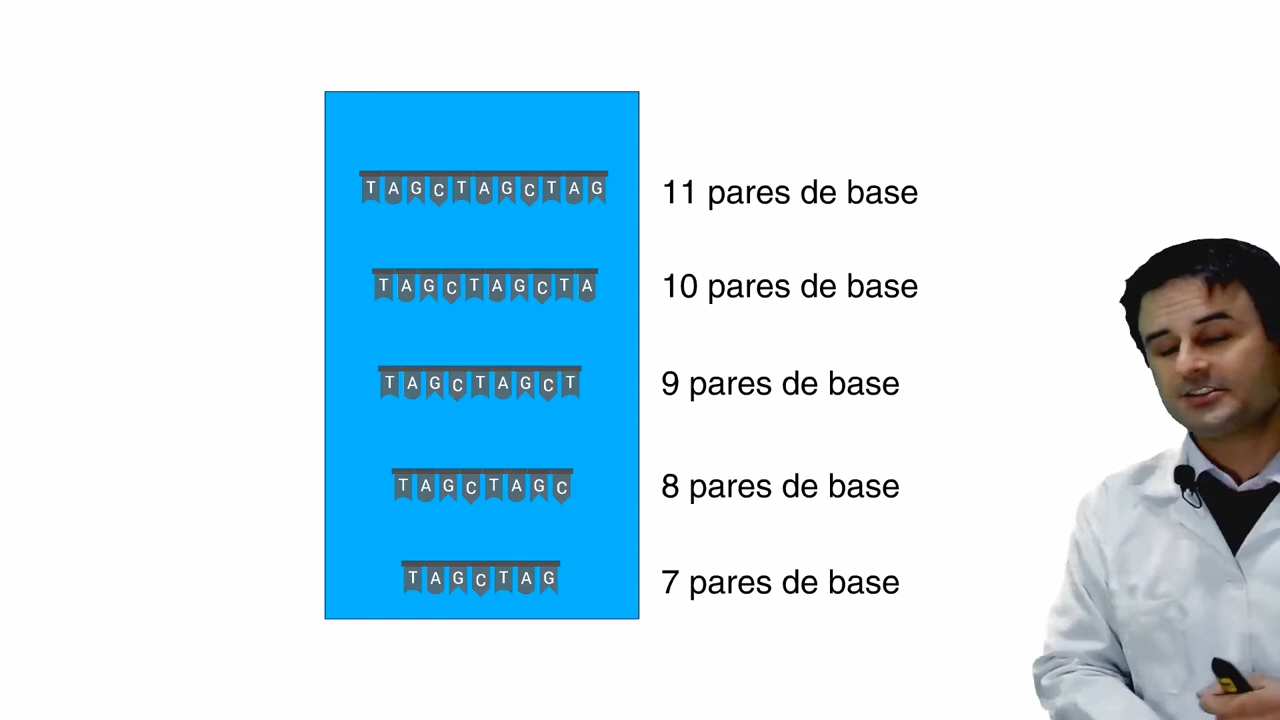 TAGCTAGCTAG 11 pares de base
TAGCTAGCTA 10 pares de base
TAGCTAGCT 9 pares de base
TAGCTAGC 8 pares de base
TAGCTAG 7 pares de base